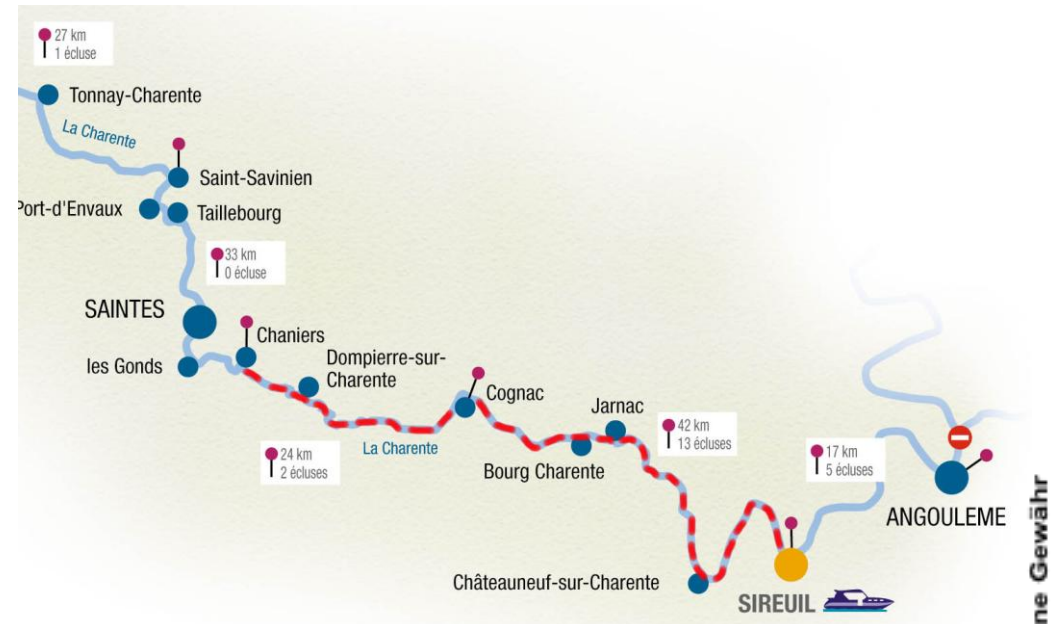 27 km
1 écluse
Tonnay-Charente
La Charente
Saint-Savinien
Port-d'Envaux
Taillebourg
33 km
0 écluse
SAINTES
Chaniers
les Gonds
Dompierre-sur-
Charente
Cognac
Jarnac
42 km
13 écluses
La Charente
24 km
2 écluses
Bourg Charente
17 km
5 écluses
ANGOULEME
Châteauneuf-sur-Charente
SIREUIL
ne Gewähr